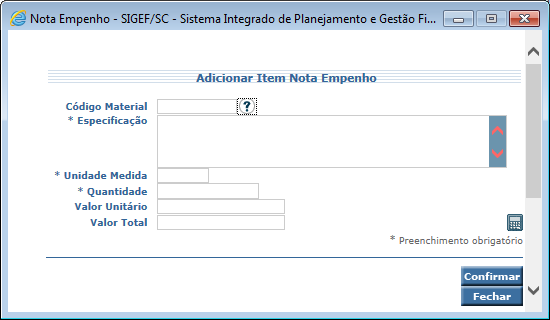 Nota Empenho - SIGEF/SC - Sistema Integrado de Planejamento e Gestão Fi...
Adicionar Item Nota Empenho
Código Material ?
* Especificação
* Unidade Medida
* Quantidade
Valor Unitário
Valor Total
* Preenchimento obrigatório
Confirmar
Fechar